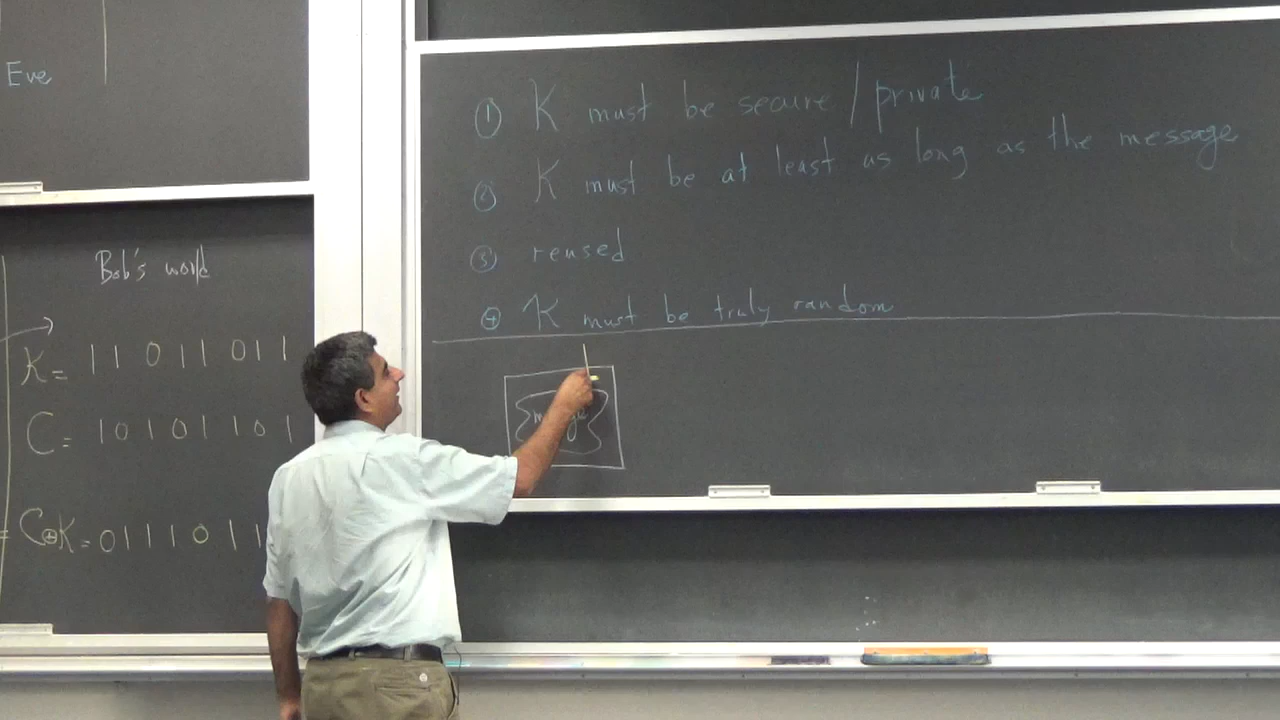 Eve
Bob's world
K = 1 1 0 1 1 0 1 1
C = 1 0 1 0 1 1 0 1
= C⊕K = 0 1 1 1 0 1 1
① K must be secure / private
② K must be at least as long as the message
③ reused
④ K must be truly random